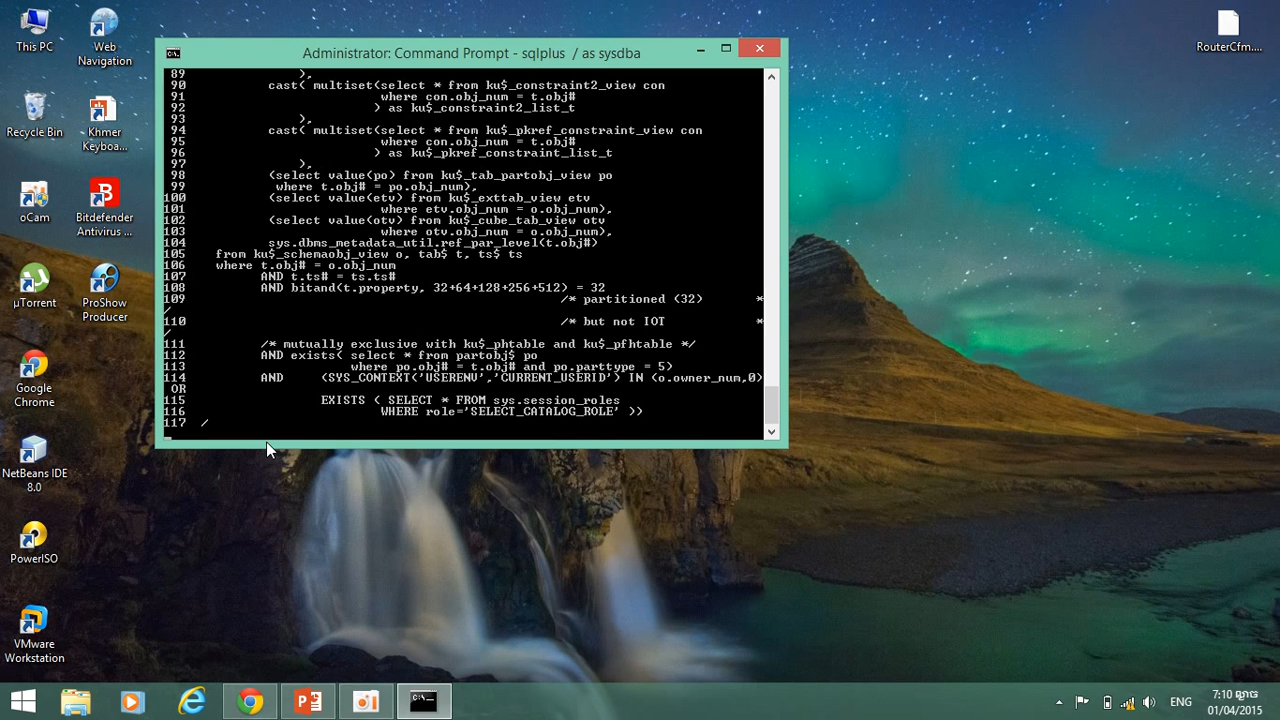 This PC
Web
Navigation
Recycle Bin
Khmer
Keyboa...
oCam
Bitdefender
Antivirus ...
µTorrent
ProShow
Producer
Google
Chrome
NetBeans IDE
8.0
PowerISO
VMware
Workstation
RouterCfm....
Administrator: Command Prompt - sqlplus / as sysdba
89 ),
90 cast( multiset(select * from ku$_constraint2_view con
91 where con.obj_num = t.obj#
92 ) as ku$_constraint2_list_t
93 ),
94 cast( multiset(select * from ku$_pkref_constraint_view con
95 where con.obj_num = t.obj#
96 ) as ku$_pkref_constraint_list_t
97 ),
98 (select value(po) from ku$_tab_partobj_view po
99 where t.obj# = po.obj_num),
100 (select value(etv) from ku$_exttab_view etv
101 where etv.obj_num = o.obj_num),
102 (select value(otv) from ku$_cube_tab_view otv
103 where otv.obj_num = o.obj_num),
104 sys.dbms_metadata_util.ref_par_level(t.obj#)
105 from ku$_schemaobj_view o, tab$ t, ts$ ts
106 where t.obj# = o.obj_num
107 AND t.ts# = ts.ts#
108 AND bitand(t.property, 32+64+128+256+512) = 32
109 /* partitioned (32) *
/
110 /* but not IOT *
/
111 /* mutually exclusive with ku$_phtable and ku$_pfhtable */
112 AND exists( select * from partobj$ po
113 where po.obj# = t.obj# and po.parttype = 5)
114 AND (SYS_CONTEXT('USERENV','CURRENT_USERID') IN (o.owner_num,0)
OR
115 EXISTS ( SELECT * FROM sys.session_roles
116 WHERE role='SELECT_CATALOG_ROLE' ))
117 /
ENG
7:10
01/04/2015